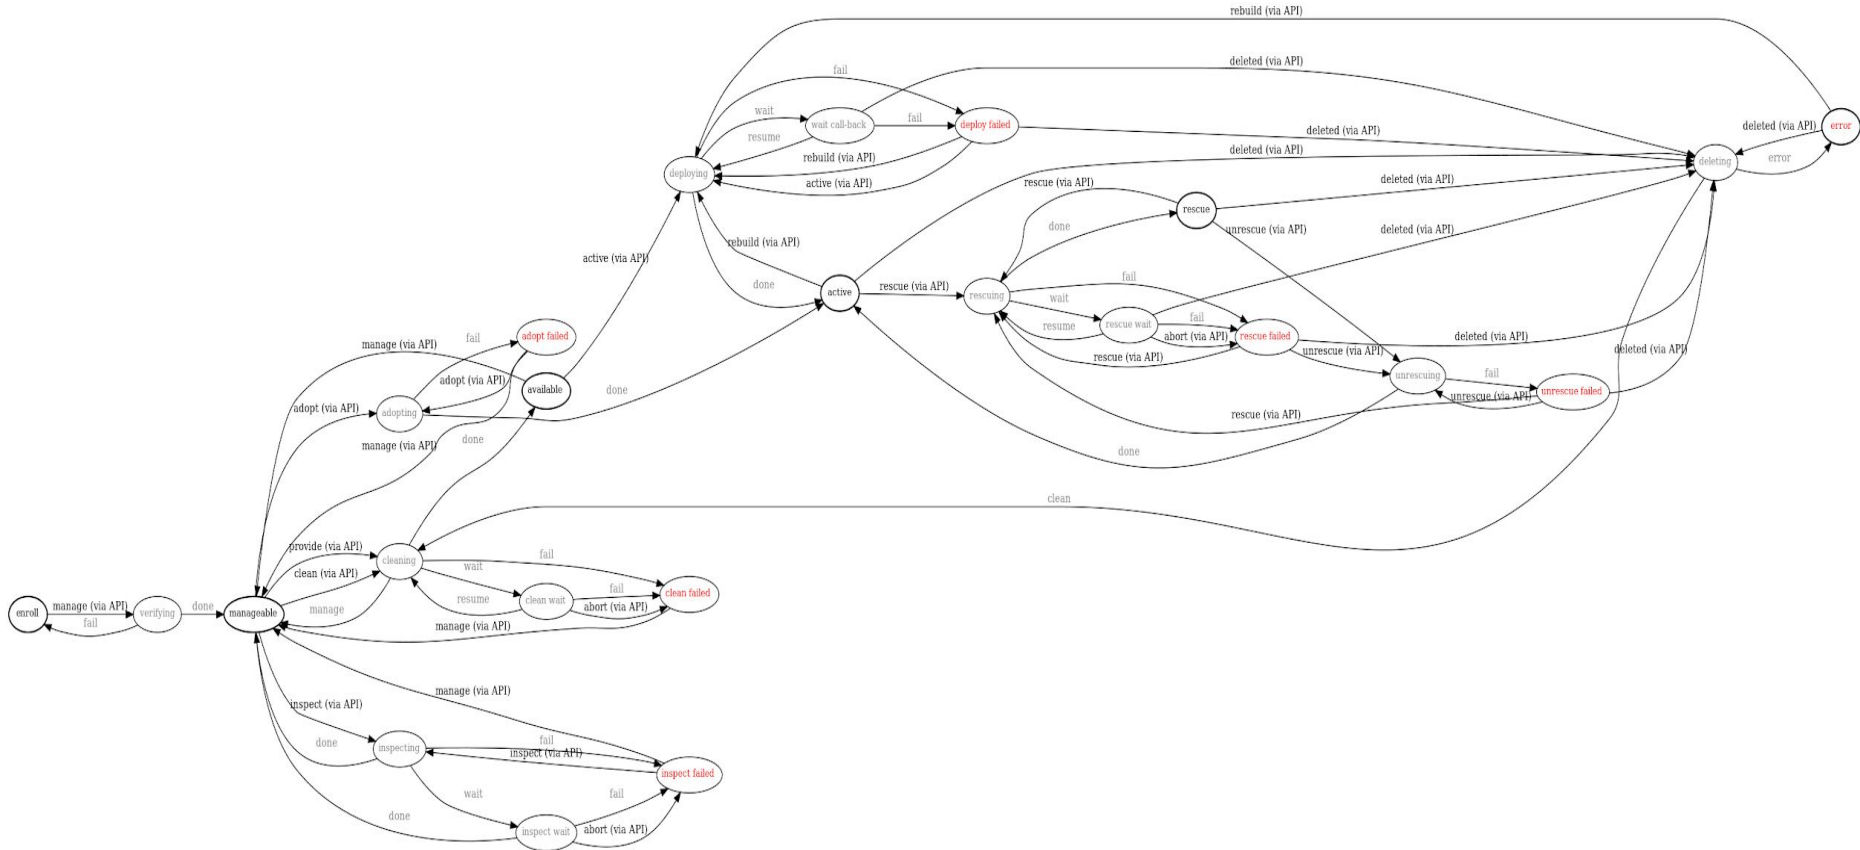 rebuild (via API)
deleted (via API)
fail
wait
wait call-back
fail
deploy failed
deleted (via API)
deleted (via API)
error
resume
rebuild (via API)
deleted (via API)
deleting
error
deploying
active (via API)
rescue (via API)
deleted (via API)
rescue
done
unrescue (via API)
deleted (via API)
rebuild (via API)
active (via API)
done
active
rescue (via API)
rescuing
fail
wait
rescue wait
fail
resume
abort (via API)
rescue failed
deleted (via API)
rescue (via API)
unrescue (via API)
deleted (via API)
unrescuing
fail
unrescue failed
unrescue (via API)
rescue (via API)
done
fail
adopt failed
manage (via API)
adopt (via API)
available
done
adopt (via API)
adopting
manage (via API)
done
clean
provide (via API)
cleaning
fail
clean (via API)
wait
manage
resume
clean wait
fail
clean failed
abort (via API)
enroll
manage (via API)
verifying
done
manageable
fail
manage (via API)
manage (via API)
inspect (via API)
done
inspecting
fail
inspect (via API)
inspect failed
wait
fail
done
inspect wait
abort (via API)